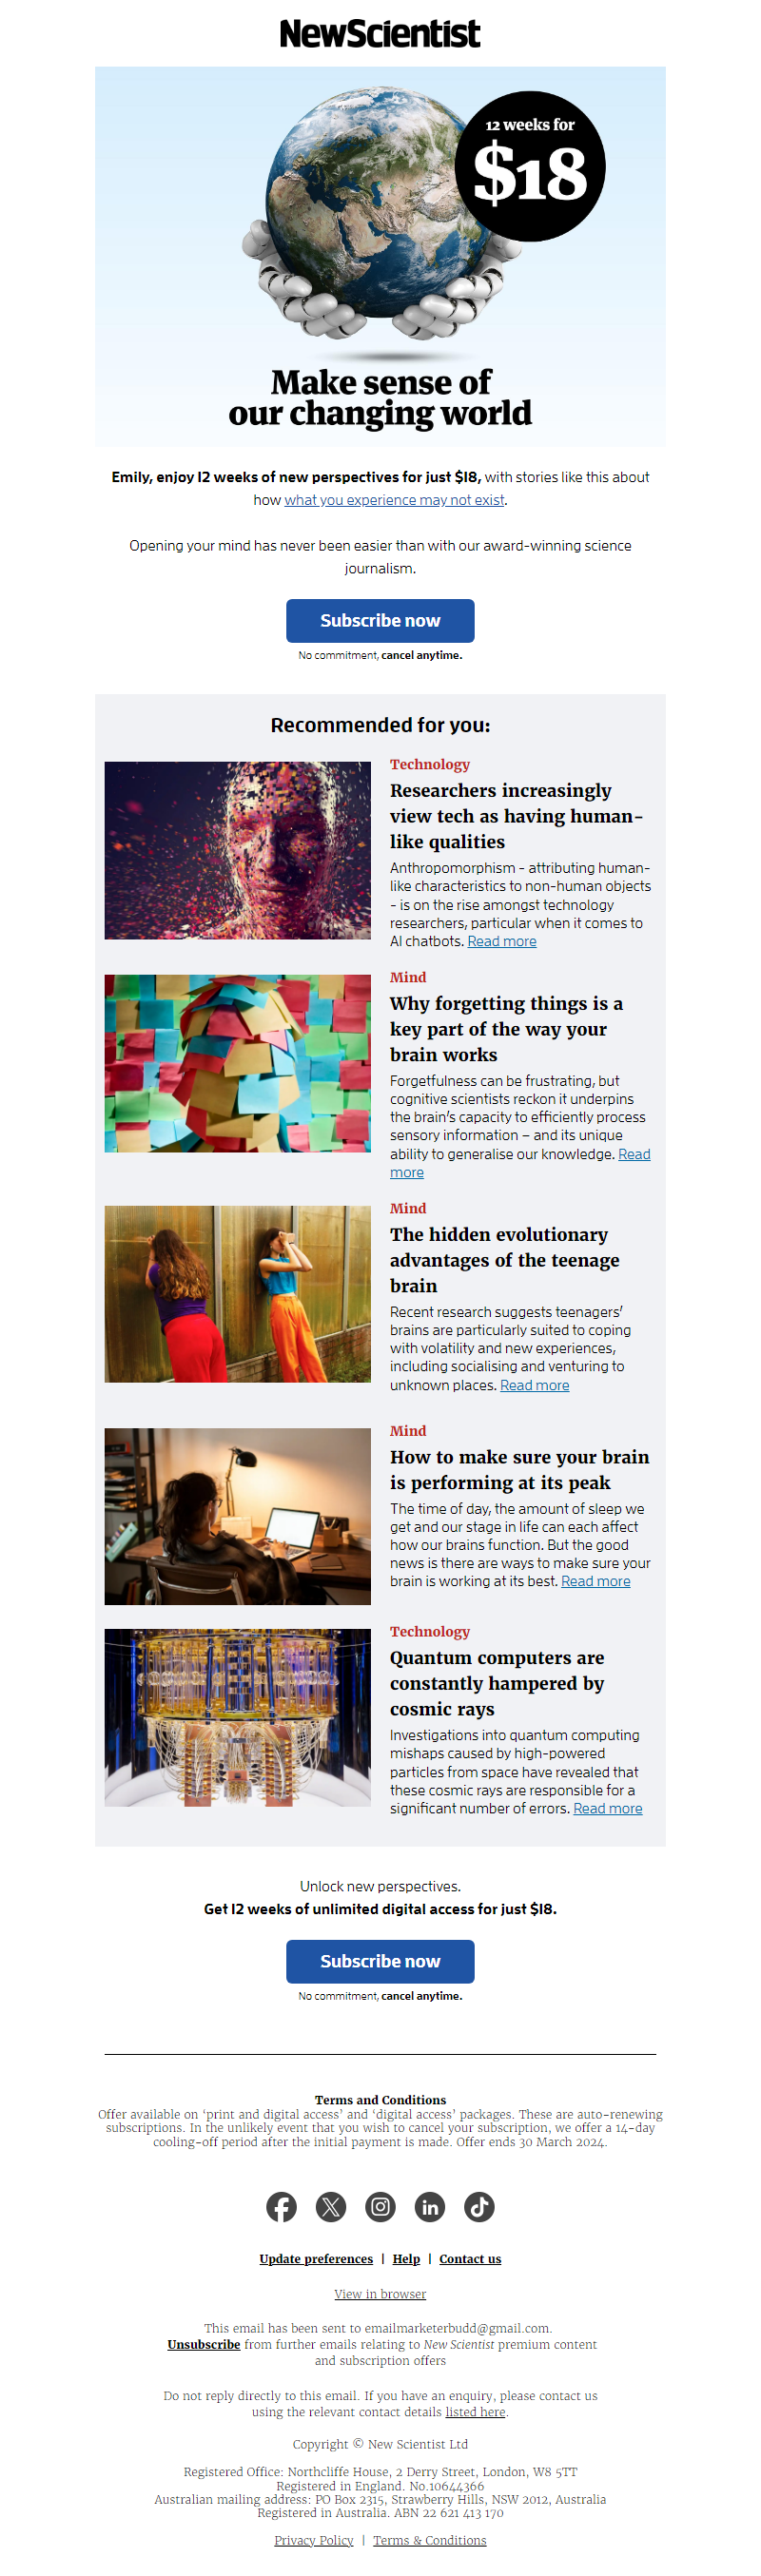 NewScientist
12 weeks for
$18
Make sense of
our changing world
Emily, enjoy 12 weeks of new perspectives for just $18, with stories like this about
how what you experience may not exist.
Opening your mind has never been easier than with our award-winning science
journalism.
Subscribe now
No commitment, cancel anytime.
Recommended for you:
Technology
Researchers increasingly
view tech as having human-
like qualities
Anthropomorphism - attributing human-
like characteristics to non-human objects
- is on the rise amongst technology
researchers, particular when it comes to
AI chatbots. Read more
Mind
Why forgetting things is a
key part of the way your
brain works
Forgetfulness can be frustrating, but
cognitive scientists reckon it underpins
the brain's capacity to efficiently process
sensory information – and its unique
ability to generalise our knowledge. Read
more
Mind
The hidden evolutionary
advantages of the teenage
brain
Recent research suggests teenagers'
brains are particularly suited to coping
with volatility and new experiences,
including socialising and venturing to
unknown places. Read more
Mind
How to make sure your brain
is performing at its peak
The time of day, the amount of sleep we
get and our stage in life can each affect
how our brains function. But the good
news is there are ways to make sure your
brain is working at its best. Read more
Technology
Quantum computers are
constantly hampered by
cosmic rays
Investigations into quantum computing
mishaps caused by high-powered
particles from space have revealed that
these cosmic rays are responsible for a
significant number of errors. Read more
Unlock new perspectives.
Get 12 weeks of unlimited digital access for just $18.
Subscribe now
No commitment, cancel anytime.
Terms and Conditions
Offer available on ‘print and digital access’ and ‘digital access’ packages. These are auto-renewing
subscriptions. In the unlikely event that you wish to cancel your subscription, we offer a 14-day
cooling-off period after the initial payment is made. Offer ends 30 March 2024.
Update preferences | Help | Contact us
View in browser
This email has been sent to emailmarketerbudd@gmail.com.
Unsubscribe from further emails relating to New Scientist premium content
and subscription offers
Do not reply directly to this email. If you have an enquiry, please contact us
using the relevant contact details listed here.
Copyright © New Scientist Ltd
Registered Office: Northcliffe House, 2 Derry Street, London, W8 5TT
Registered in England. No.10644366
Australian mailing address: PO Box 2315, Strawberry Hills, NSW 2012, Australia
Registered in Australia. ABN 22 621 413 170
Privacy Policy | Terms & Conditions